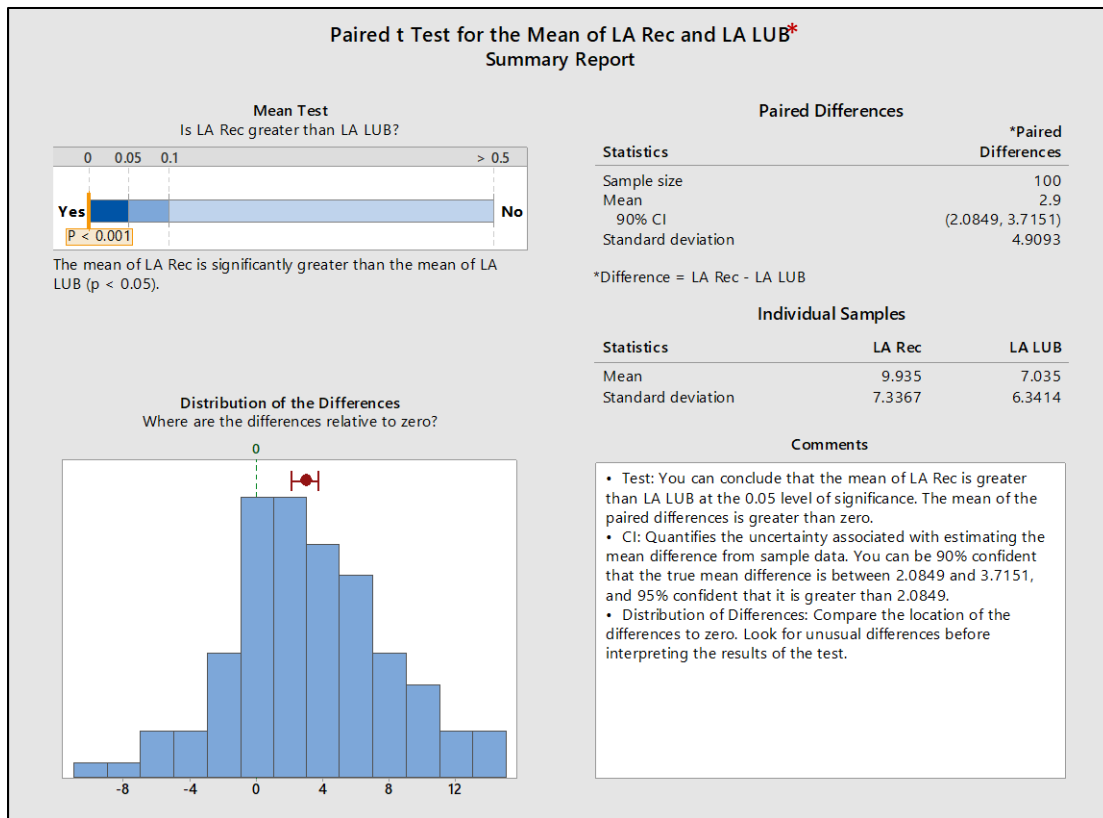 Paired t Test for the Mean of LA Rec and LA LUB*
Summary Report
Mean Test
Is LA Rec greater than LA LUB?
0 0.05 0.1 > 0.5
Yes No
P < 0.001
The mean of LA Rec is significantly greater than the mean of LA
LUB (p < 0.05).
Distribution of the Differences
Where are the differences relative to zero?
0
-8 -4 0 4 8 12
Paired Differences
*Paired
Statistics Differences
Sample size 100
Mean 2.9
90% CI (2.0849, 3.7151)
Standard deviation 4.9093
*Difference = LA Rec - LA LUB
Individual Samples
Statistics LA Rec LA LUB
Mean 9.935 7.035
Standard deviation 7.3367 6.3414
Comments
• Test: You can conclude that the mean of LA Rec is greater
than LA LUB at the 0.05 level of significance. The mean of the
paired differences is greater than zero.
• CI: Quantifies the uncertainty associated with estimating the
mean difference from sample data. You can be 90% confident
that the true mean difference is between 2.0849 and 3.7151,
and 95% confident that it is greater than 2.0849.
• Distribution of Differences: Compare the location of the
differences to zero. Look for unusual differences before
interpreting the results of the test.